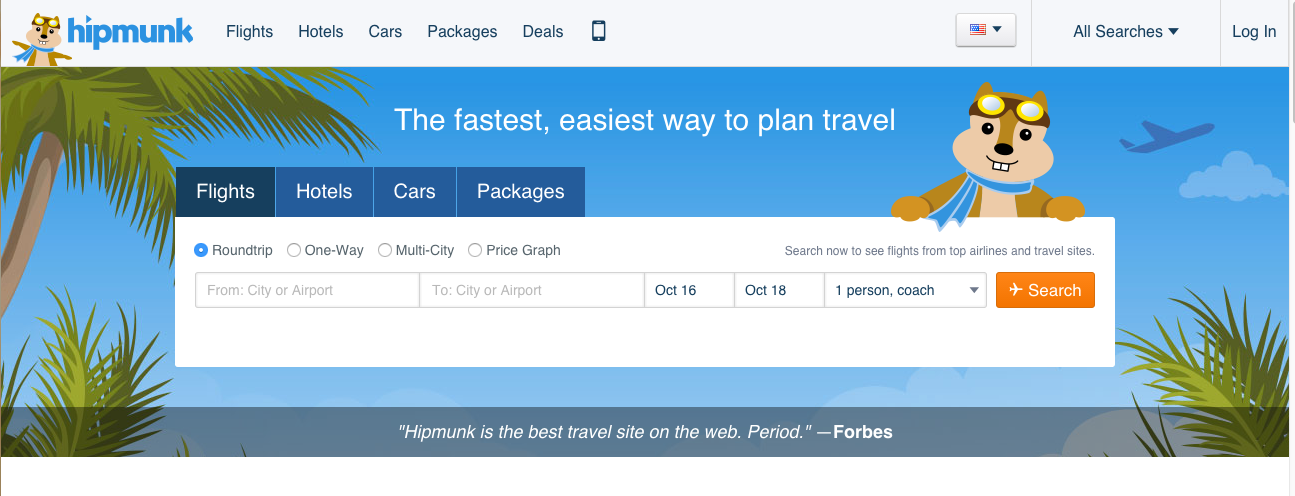 hipmunk Flights Hotels Cars Packages Deals All Searches Log In
The fastest, easiest way to plan travel
Flights Hotels Cars Packages
Roundtrip One-Way Multi-City Price Graph Search now to see flights from top airlines and travel sites.
From: City or Airport To: City or Airport Oct 16 Oct 18 1 person, coach Search
"Hipmunk is the best travel site on the web. Period." —Forbes